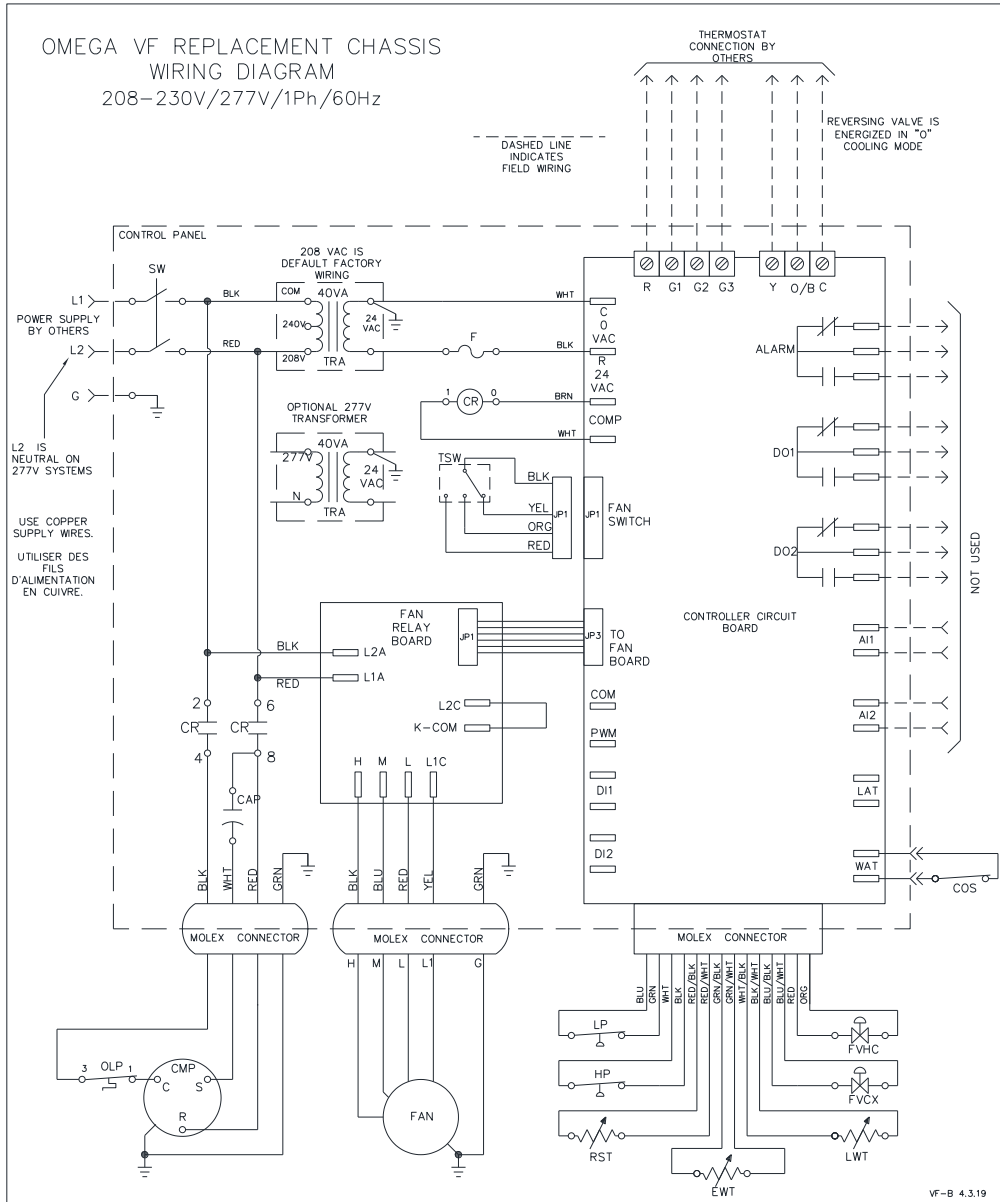 OMEGA VF REPLACEMENT CHASSIS
WIRING DIAGRAM
208-230V/277V/1Ph/60Hz
THERMOSTAT
CONNECTION BY
OTHERS
DASHED LINE
INDICATES
FIELD WIRING
REVERSING VALVE IS
ENERGIZED IN "O"
COOLING MODE
CONTROL PANEL
SW
L1
POWER SUPPLY
BY OTHERS
L2
G
L2 IS
NEUTRAL ON
277V SYSTEMS
USE COPPER
SUPPLY WIRES.
UTILISER DES
FILS
D'ALIMENTATION
EN CUIVRE.
208 VAC IS
DEFAULT FACTORY
WIRING
BLK
RED
COM
40VA
240V
24
VAC
208V
TRA
OPTIONAL 277V
TRANSFORMER
40VA
277V
24
VAC
N
TRA
F
WHT
BLK
1
CR
0
BRN
WHT
C
0
VAC
R
24
VAC
COMP
TSW
BLK
YEL
ORG
RED
JP1
JP1
FAN
SWITCH
R
G1
G2
G3
Y
O/B
C
ALARM
DO1
DO2
NOT USED
CONTROLLER CIRCUIT
BOARD
AI1
AI2
LAT
WAT
COS
FAN
RELAY
BOARD
JP1
JP3
TO
FAN
BOARD
BLK
L2A
RED
L1A
L2C
K-COM
H
M
L
L1C
COM
PWM
DI1
DI2
2
6
CR
CR
4
8
CAP
BLK
WHT
RED
GRN
BLK
BLU
RED
YEL
GRN
MOLEX CONNECTOR
MOLEX CONNECTOR
MOLEX CONNECTOR
H
M
L
L1
G
BLU
GRN
WHT
BLK
RED/BLK
RED/WHT
GRN/BLK
GRN/WHT
WHT/BLK
BLK/WHT
BLU/BLK
BLU/WHT
RED
ORG
3
OLP
1
CMP
C
S
R
FAN
LP
HP
RST
EWT
FVHC
FVCX
LWT
VF-B 4.3.19